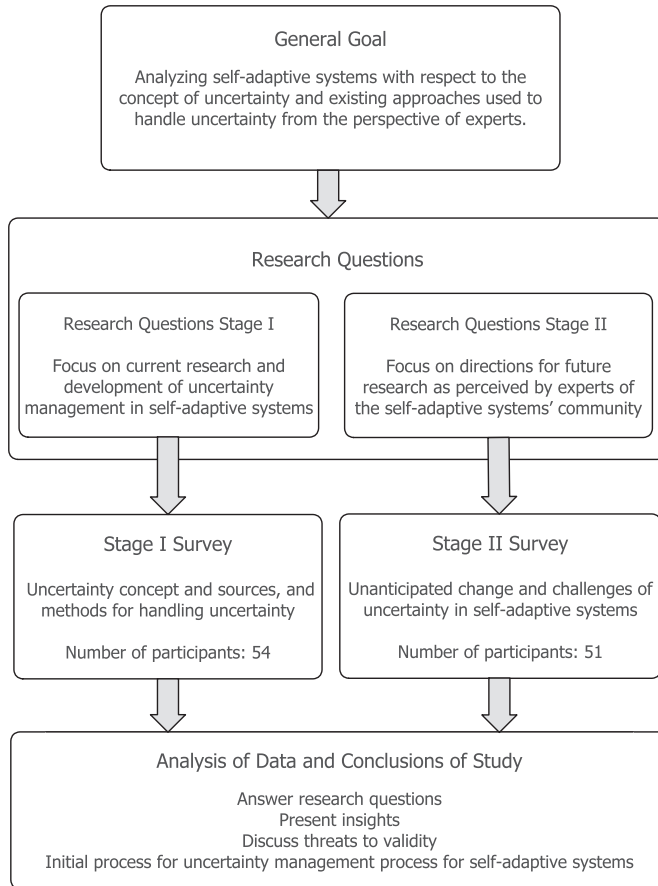 General Goal
Analyzing self-adaptive systems with respect to the
concept of uncertainty and existing approaches used to
handle uncertainty from the perspective of experts.
Research Questions
Research Questions Stage I
Focus on current research and
development of uncertainty
management in self-adaptive systems
Research Questions Stage II
Focus on directions for future
research as perceived by experts of
the self-adaptive systems’ community
Stage I Survey
Uncertainty concept and sources, and
methods for handling uncertainty
Number of participants: 54
Stage II Survey
Unanticipated change and challenges of
uncertainty in self-adaptive systems
Number of participants: 51
Analysis of Data and Conclusions of Study
Answer research questions
Present insights
Discuss threats to validity
Initial process for uncertainty management process for self-adaptive systems